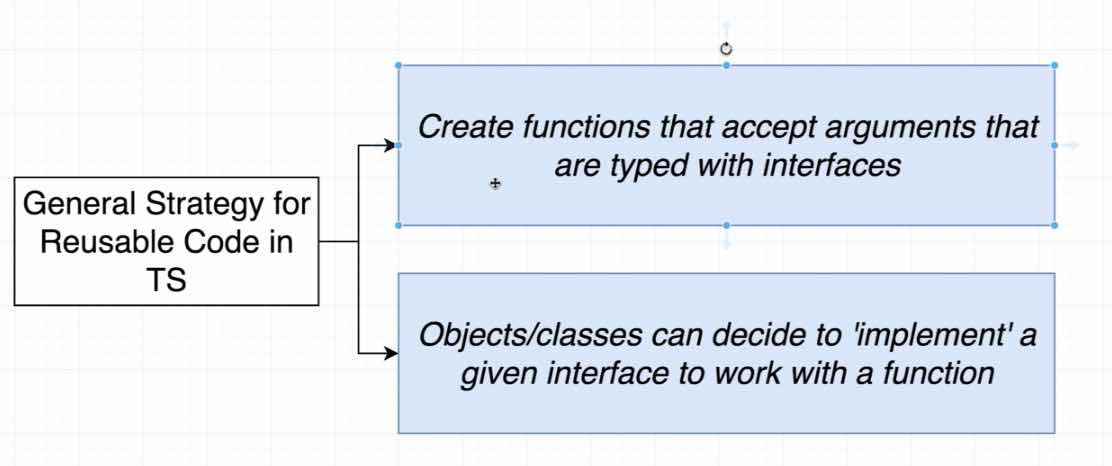 Create functions that accept arguments that
are typed with interfaces
General Strategy for
Reusable Code in
TS
Objects/classes can decide to 'implement' a
given interface to work with a function